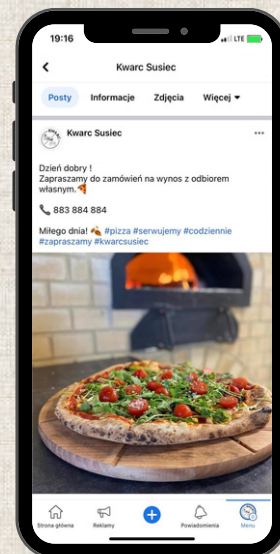 19:16
LTE
Kwarc Susiec
Posty Informacje Zdjęcia Więcej
Kwarc Susiec
Dzień dobry !
Zapraszamy do zamówień na wynos z odbiorem
własnym.
883 884 884
Miłego dnia! #pizza #serwujemy #codziennie
#zapraszamy #kwarcsusiec
Strona główna Reklamy Powiadomienia Menu